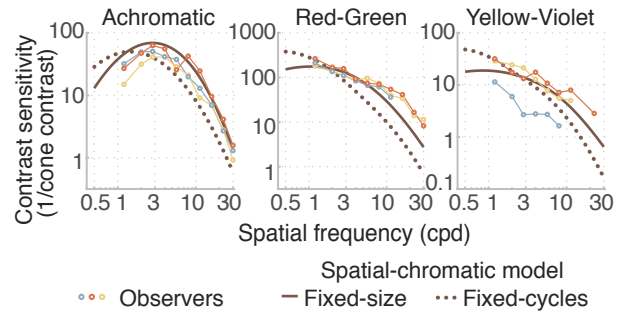 Achromatic Red-Green Yellow-Violet
Contrast sensitivity
(1/cone contrast)
100
10
1
0.5 1 3 10 30
1000
100
10
1
0.5 1 3 10 30
100
10
1
0.1
0.5 1 3 10 30
Spatial frequency (cpd)
Spatial-chromatic model
Observers Fixed-size Fixed-cycles